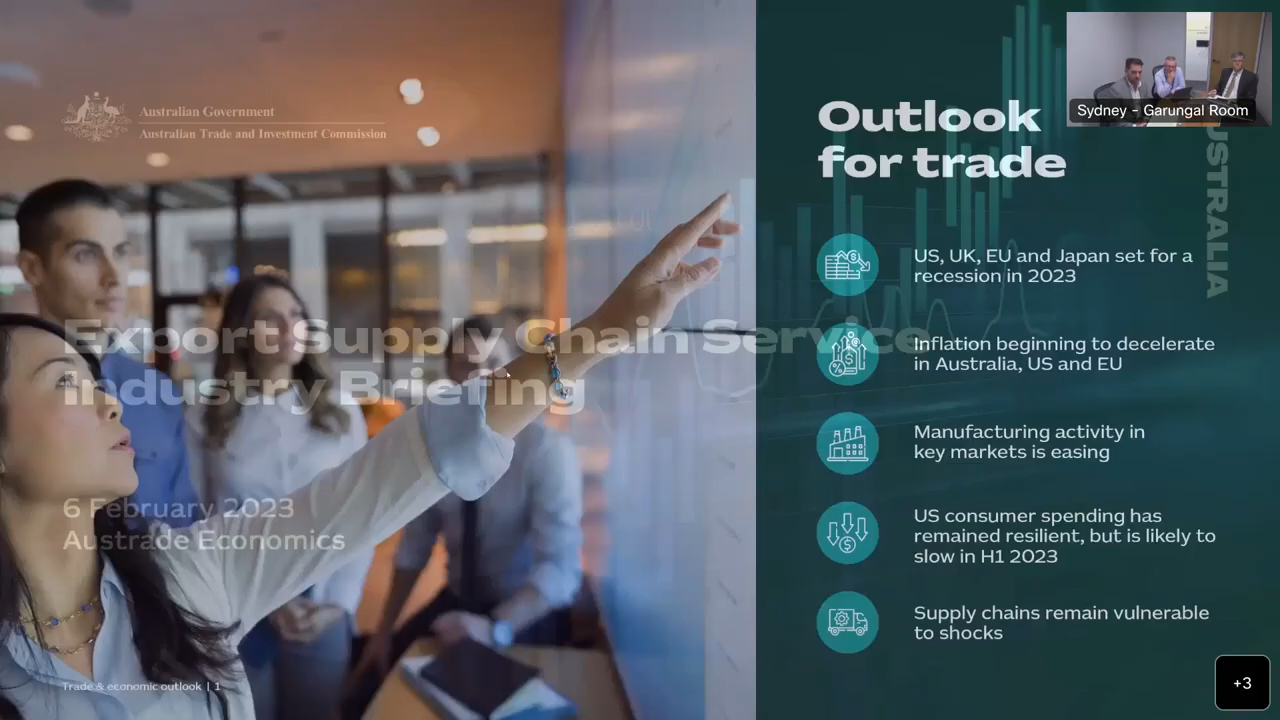 Australian Government
Australian Trade and Investment Commission
Export Supply Chain Service
Industry Briefing
6 February 2023
Austrade Economics
Trade & economic outlook | 1
Outlook
for trade
US, UK, EU and Japan set for a
recession in 2023
Inflation beginning to decelerate
in Australia, US and EU
Manufacturing activity in
key markets is easing
US consumer spending has
remained resilient, but is likely to
slow in H1 2023
Supply chains remain vulnerable
to shocks
Sydney - Garungal Room
USTRALIA
+3